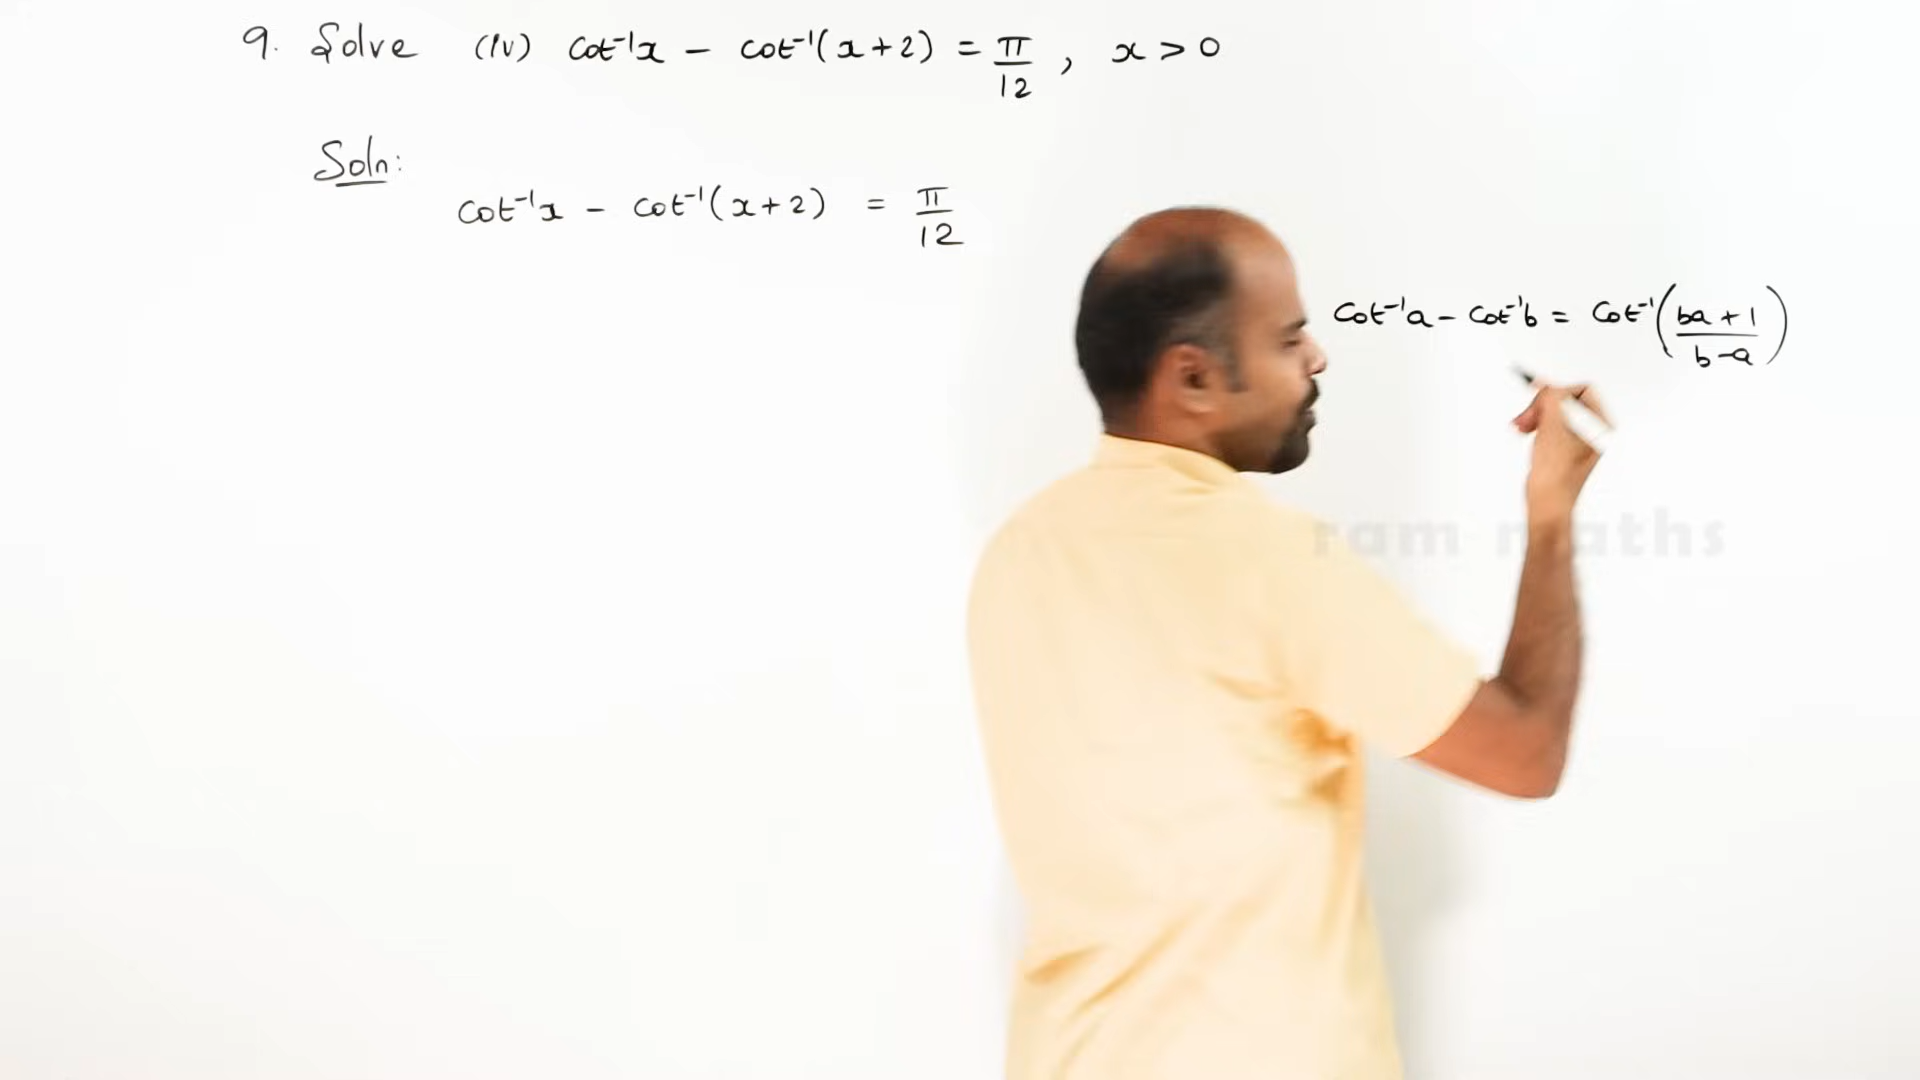 9. Solve (iv) cot⁻¹x − cot⁻¹(x+2) = π/12 , x > 0
Soln:
cot⁻¹x − cot⁻¹(x+2) = π/12
cot⁻¹a − cot⁻¹b = cot⁻¹((ba+1)/(b−a))
ram maths